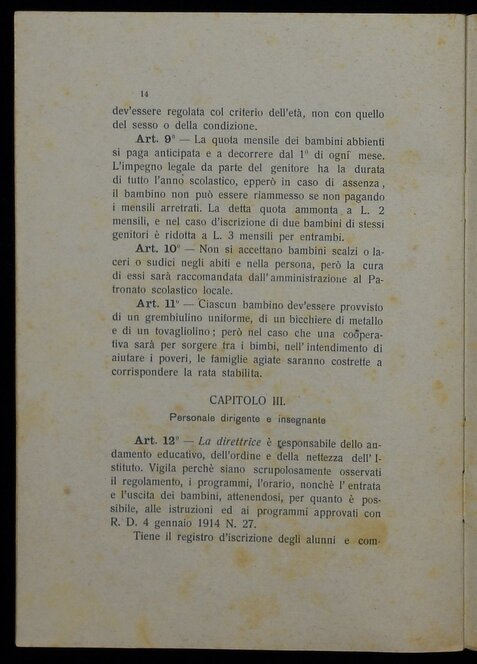 14
dev'essere regolata col criterio dell'età, non con quello
del sesso o della condizione.
Art. 9° — La quota mensile dei bambini abbienti
si paga anticipata e a decorrere dal 1° di ogni mese.
L'impegno legale da parte del genitore ha la durata
di tutto l'anno scolastico, epperò in caso di assenza,
il bambino non può essere riammesso se non pagando
i mensili arretrati. La detta quota ammonta a L. 2
mensili, e nel caso d'iscrizione di due bambini di stessi
genitori è ridotta a L. 3 mensili per entrambi.
Art. 10° — Non si accettano bambini scalzi o la-
ceri o sudici negli abiti e nella persona, però la cura
di essi sarà raccomandata dall'amministrazione al Pa-
tronato scolastico locale.
Art. 11° — Ciascun bambino dev'essere provvisto
di un grembiulino uniforme, di un bicchiere di metallo
e di un tovagliolino; però nel caso che una coopera-
tiva sarà per sorgere tra i bimbi, nell'intendimento di
aiutare i poveri, le famiglie agiate saranno costrette a
corrispondere la rata stabilita.
CAPITOLO III.
Personale dirigente e insegnante
Art. 12° — La direttrice è responsabile dello an-
damento educativo, dell'ordine e della nettezza dell'I-
stituto. Vigila perchè siano scrupolosamente osservati
il regolamento, i programmi, l'orario, nonchè l'entrata
e l'uscita dei bambini, attenendosi, per quanto è pos-
sibile, alle istruzioni ed ai programmi approvati con
R. D. 4 gennaio 1914 N. 27.
Tiene il registro d'iscrizione degli alunni e com-